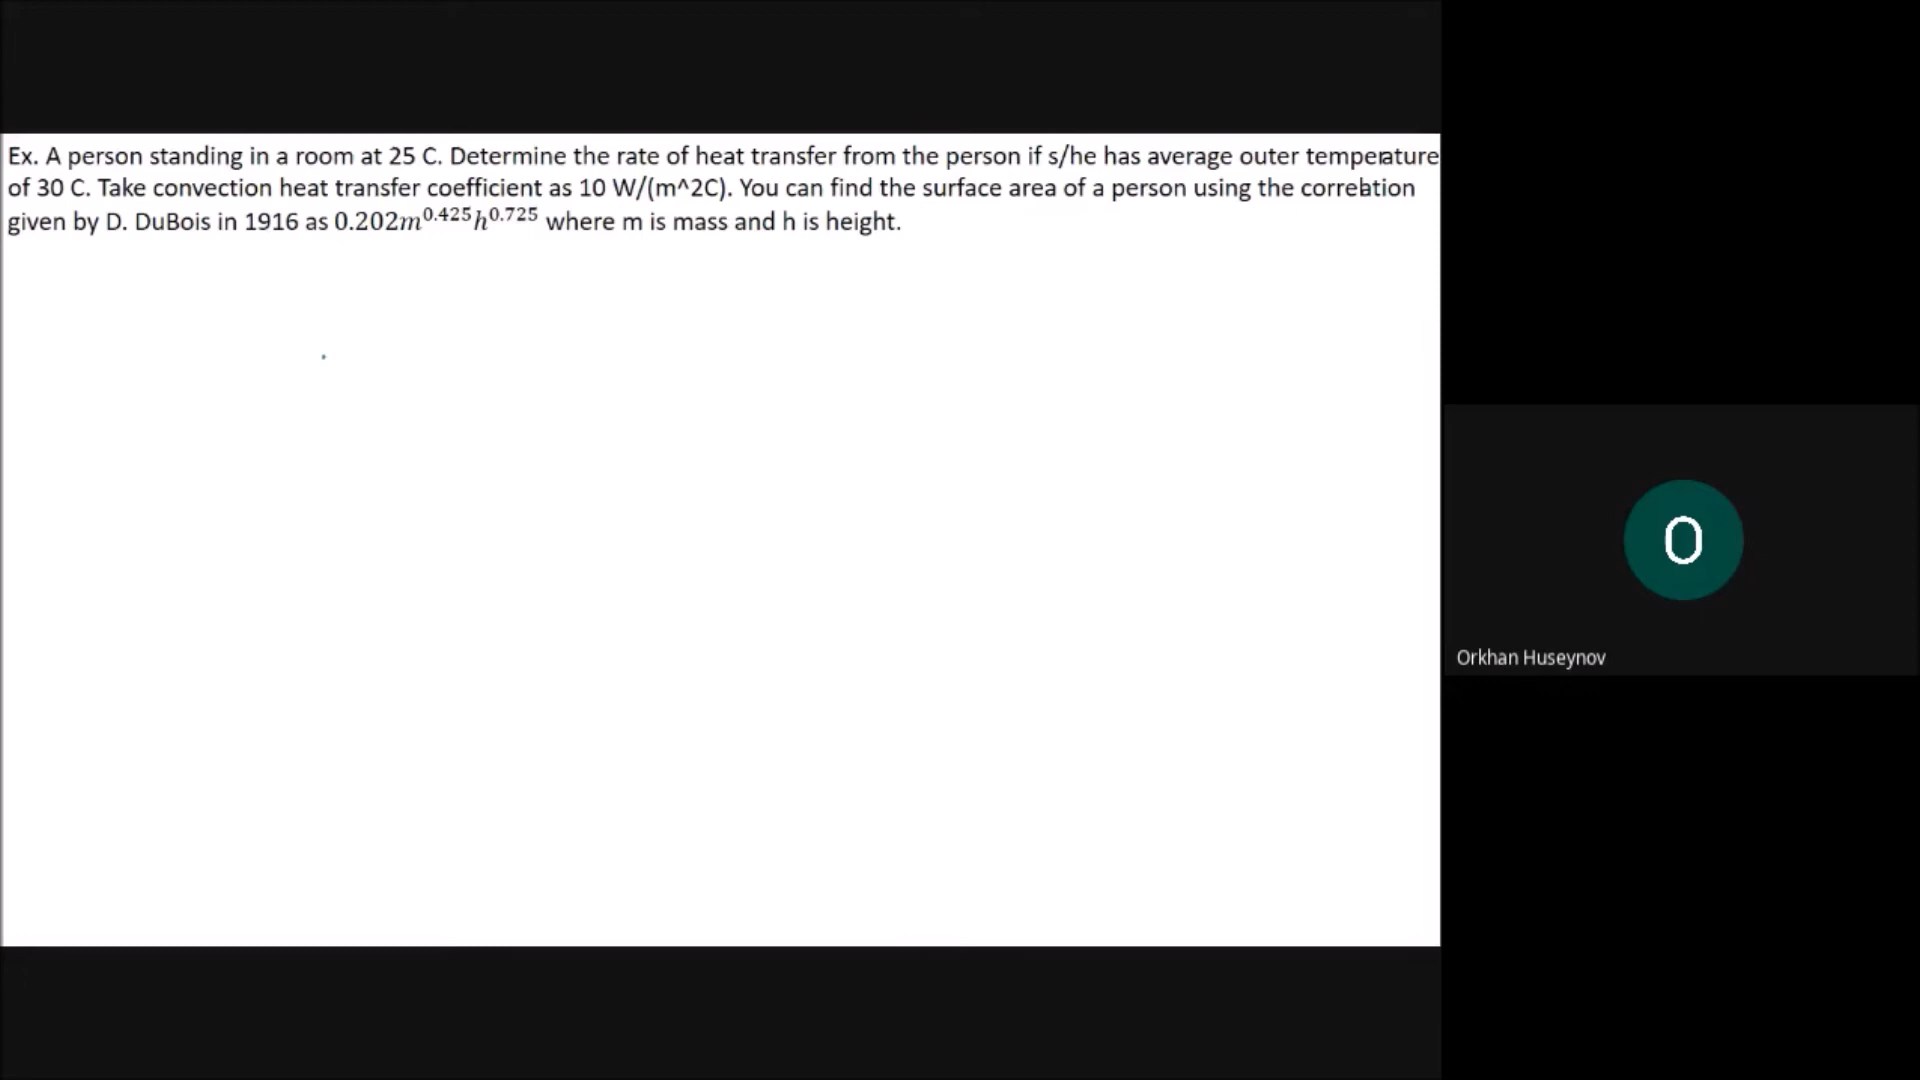 Ex. A person standing in a room at 25 C. Determine the rate of heat transfer from the person if s/he has average outer temperature
of 30 C. Take convection heat transfer coefficient as 10 W/(m^2C). You can find the surface area of a person using the correlation
given by D. DuBois in 1916 as 0.202m^0.425h^0.725 where m is mass and h is height.
O
Orkhan Huseynov